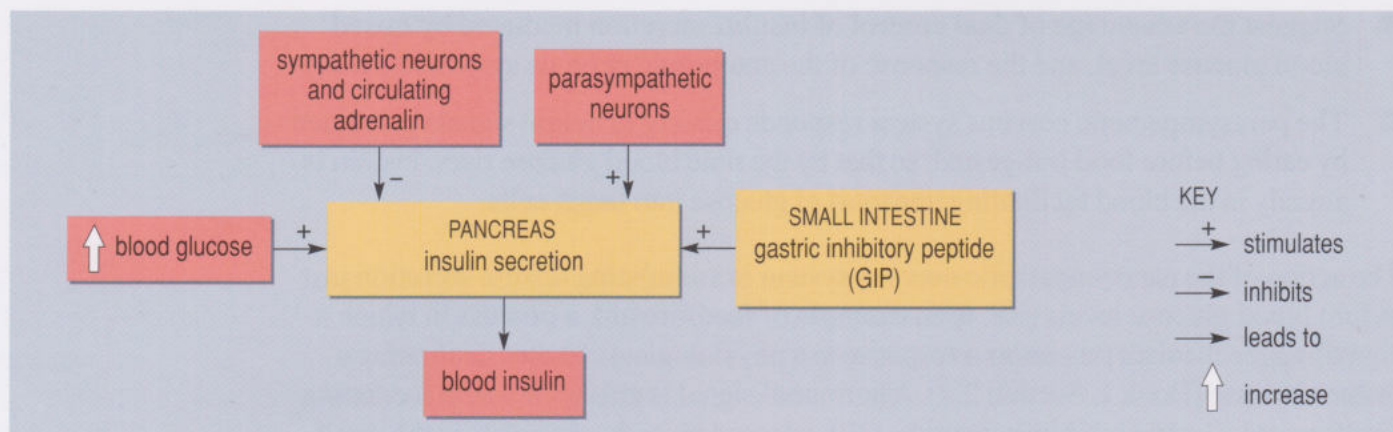 sympathetic neurons
and circulating
adrenalin
parasympathetic
neurons
–
+
blood glucose
+
PANCREAS
insulin secretion
+
SMALL INTESTINE
gastric inhibitory peptide
(GIP)
blood insulin
KEY
+
stimulates
–
inhibits
leads to
increase